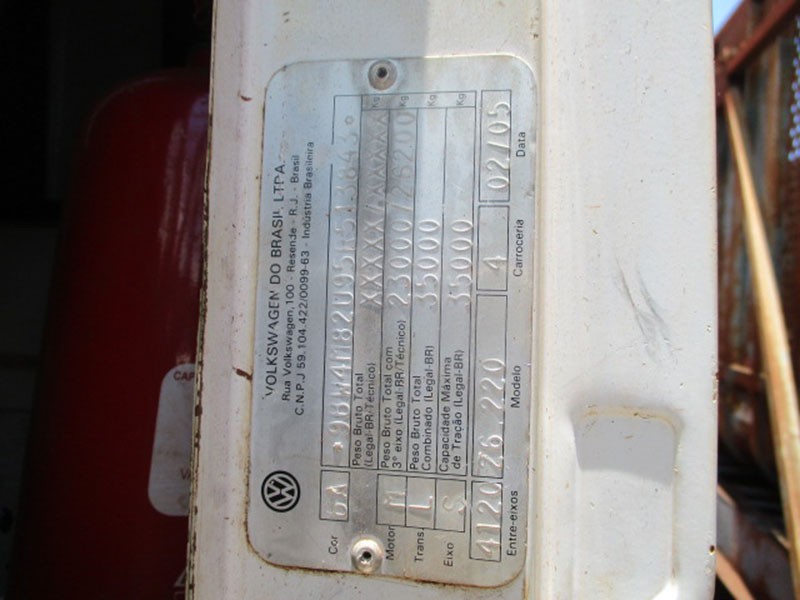 VOLKSWAGEN DO BRASIL LTDA.
Rua Volkswagen, 100 - Resende - R.J. - Brasil
C.N.P.J 59.104.422/0099-63 - Indústria Brasileira
Cor
Peso Bruto Total
(Legal-BR/Técnico)
Kg
Motor
Peso Bruto Total com
3º eixo (Legal-BR/Técnico)
23000/26200
Kg
Trans.
L
Peso Bruto Total
Combinado (Legal-BR)
35000
Kg
Eixo
S
Capacidade Máxima
de Tração (Legal-BR)
35000
Kg
4120
26.220
4
02/05
Entre-eixos
Modelo
Carroceria
Data